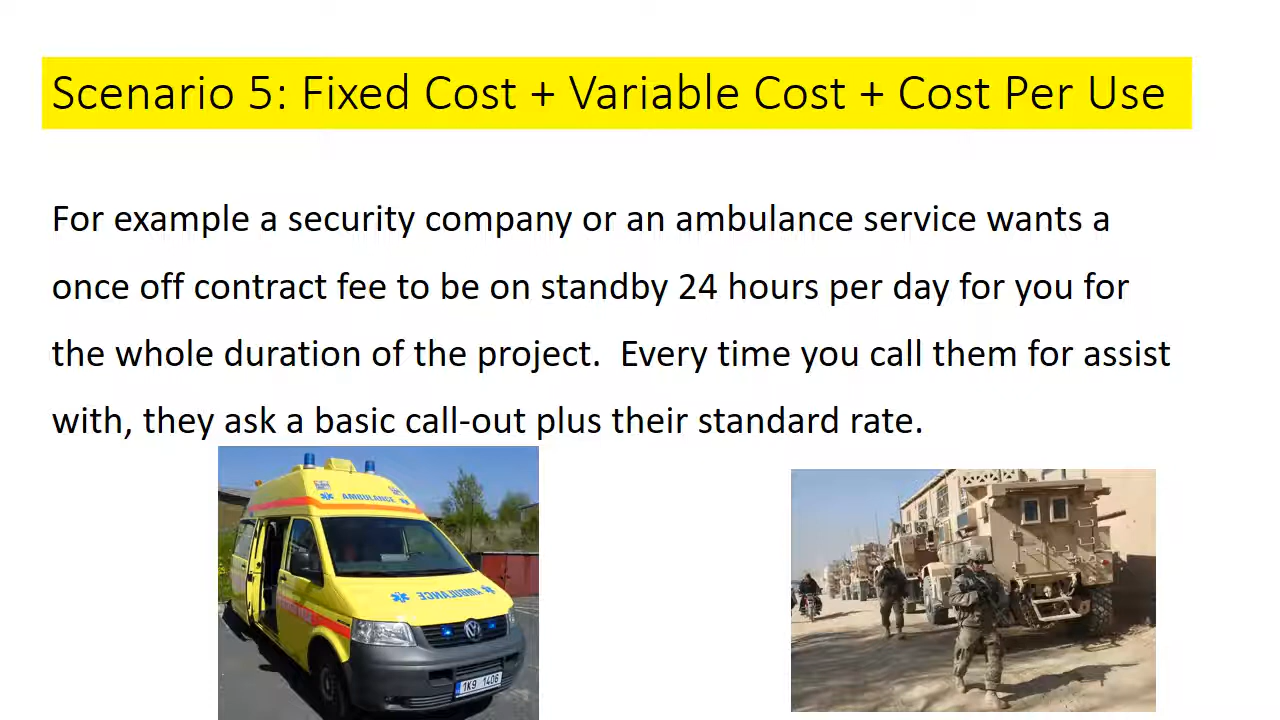 Scenario 5: Fixed Cost + Variable Cost + Cost Per Use
For example a security company or an ambulance service wants a
once off contract fee to be on standby 24 hours per day for you for
the whole duration of the project.  Every time you call them for assist
with, they ask a basic call-out plus their standard rate.
AMBULANCE
AMBULANCE
1K9 1406